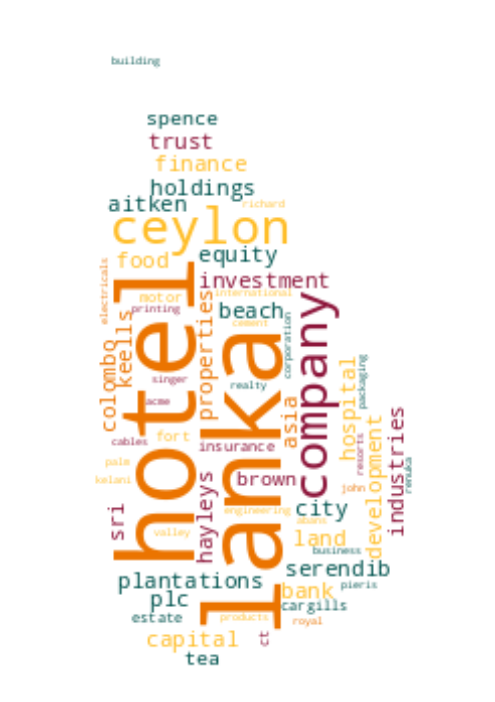 building
spence
trust
finance
holdings
aitken
richard
ceylon
equity
food
electricals
investment
motor
international
printing
beach
cement
hotel
lanka
company
properties
keells
colombo
corporation
singer
realty
acme
asia
hospital
packaging
fort
cables
insurance
palm
kelani
brown
resorts
industries
renuka
john
development
hayleys
sri
engineering
city
abans
valley
land
business
serendib
plantations
bank
pieris
plc
cargills
estate
products
royal
capital
ct
tea